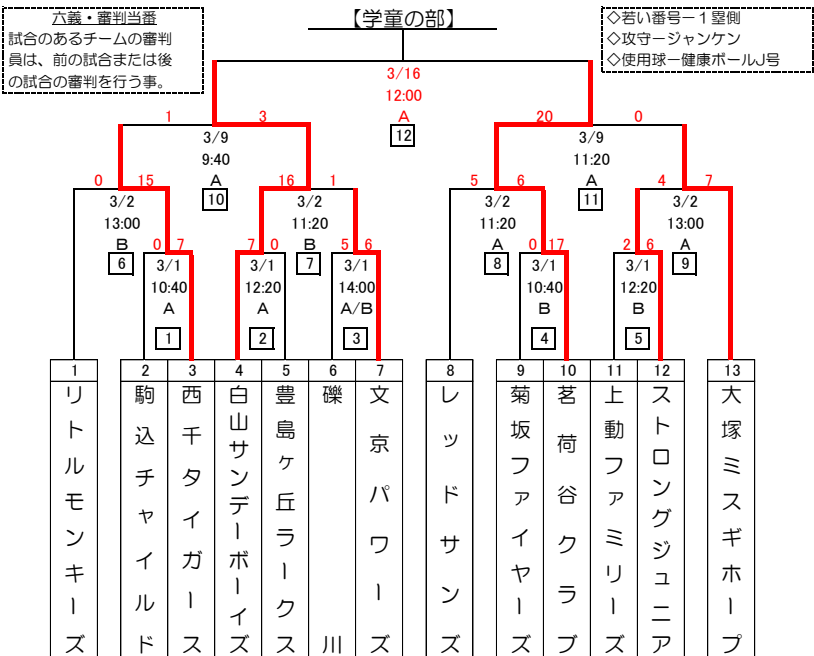 六義・審判当番
試合のあるチームの審判
員は、前の試合または後
の試合の審判を行う事。
【学童の部】
◇若い番号－１塁側
◇攻守－ジャンケン
◇使用球－健康ボールJ号
3/16
12:00
A
12
1 3
3/9
9:40
A
10
20 0
3/9
11:20
A
11
0 15
3/2
13:00
B
6
16 1
3/2
11:20
B
7
5 6
3/2
11:20
A
8
4 7
3/2
13:00
A
9
0 7
3/1
10:40
A
1
7 0
3/1
12:20
A
2
5 6
3/1
14:00
A/B
3
0 17
3/1
10:40
B
4
2 6
3/1
12:20
B
5
1
リトルモンキーズ
2
駒込チャイルド
3
西千タイガース
4
白山サンデーボーイズ
5
豊島ヶ丘ラークス
6
礫川
7
文京パワーズ
8
レッドサンズ
9
菊坂ファイヤーズ
10
茗荷谷クラブ
11
上動ファミリーズ
12
ストロングジュニア
13
大塚ミスギホープ